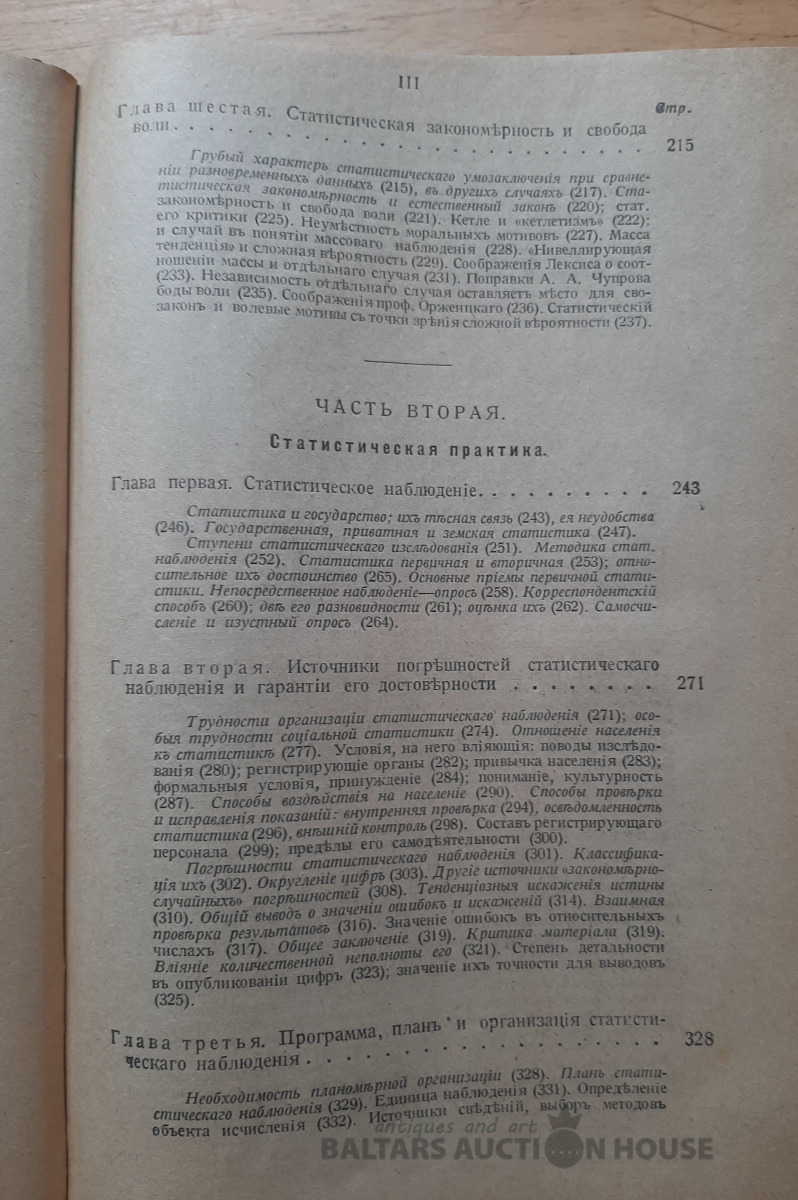 III
Стр.
Глава шестая. Статистическая закономѣрность и свобода
воли. . . . . . . . . . . . . . . . . . . . . . . 215
Грубый характеръ статистическаго умозаключенія при сравне-
ніи разновременныхъ данныхъ (215), въ другихъ случаяхъ (217). Ста-
тистическая закономѣрность и естественный законъ (220); стат.
закономѣрность и свобода воли (221). Кетле и «кетлетизмъ» (222);
его критики (225). Неумѣстность моральныхъ мотивовъ (227). Масса
и случай въ понятіи массоваго наблюденія (228). «Нивеллирующая
тенденція» и сложная вѣроятность (229). Соображенія Лексиса о соот-
ношеніи массы и отдѣльнаго случая (231). Поправки А. А. Чупрова
(233). Независимость отдѣльнаго случая оставляетъ мѣсто для сво-
боды воли (235). Соображенія проф. Орженцкаго (236). Статистическій
законъ и волевые мотивы съ точки зрѣнія сложной вѣроятности (237).
ЧАСТЬ ВТОРАЯ.
Статистическая практика.
Глава первая. Статистическое наблюденіе. . . . . . . . . . 243
Статистика и государство; ихъ тѣсная связь (243), ея неудобства
(246). Государственная, приватная и земская статистика (247).
Ступени статистическаго изслѣдованія (251). Методика стат.
наблюденія (252). Статистика первичная и вторичная (253); отно-
сительное ихъ достоинство (265). Основные пріемы первичной стати-
стики. Непосредственное наблюденіе—опросъ (258). Корреспондентскій
способъ (260); двѣ его разновидности (261); оцѣнка ихъ (262). Самосчи-
сленіе и изустный опросъ (264).
Глава вторая. Источники погрѣшностей статистическаго
наблюденія и гарантіи его достовѣрности . . . . . . . . 271
Трудности организаціи статистическаго наблюденія (271); осо-
быя трудности соціальной статистики (274). Отношеніе населенія
къ статистикѣ (277). Условія, на него вліяющія: поводы изслѣдо-
ванія (280); регистрирующіе органы (282); привычка населенія (283);
формальныя условія, принужденіе (284); пониманіе, культурность
(287). Способы воздѣйствія на населеніе (290). Способы провѣрки
и исправленія показаній: внутренняя провѣрка (294), освѣдомленность
статистика (296), внѣшній контроль (298). Составъ регистрирующаго
персонала (299); предѣлы его самодѣятельности (300).
Погрѣшности статистическаго наблюденія (301). Классифика-
ція ихъ (302). Округленіе цифръ (303). Другіе источники «закономѣрно-
случайныхъ» погрѣшностей (308). Тенденціозныя искаженія истины
(310). Общій выводъ о значеніи ошибокъ и искаженій (314). Взаимная
провѣрка результатовъ (316). Значеніе ошибокъ въ относительныхъ
числахъ (317). Общее заключеніе (319). Критика матеріала (319).
Вліяніе количественной неполноты его (321). Степень детальности
въ опубликованіи цифръ (323); значеніе ихъ точности для выводовъ
(325).
Глава третья. Программа, планъ и организація статисти-
ческаго наблюденія . . . . . . . . . . . . . . . . . . 328
Необходимость планомѣрной организаціи (328). Планъ стати-
стическаго наблюденія (329). Единица наблюденія (331). Опредѣленіе
объекта исчисленія (332). Источники свѣдѣній, выборъ методовъ
antiques and art
BALTARS AUCTION HOUSE